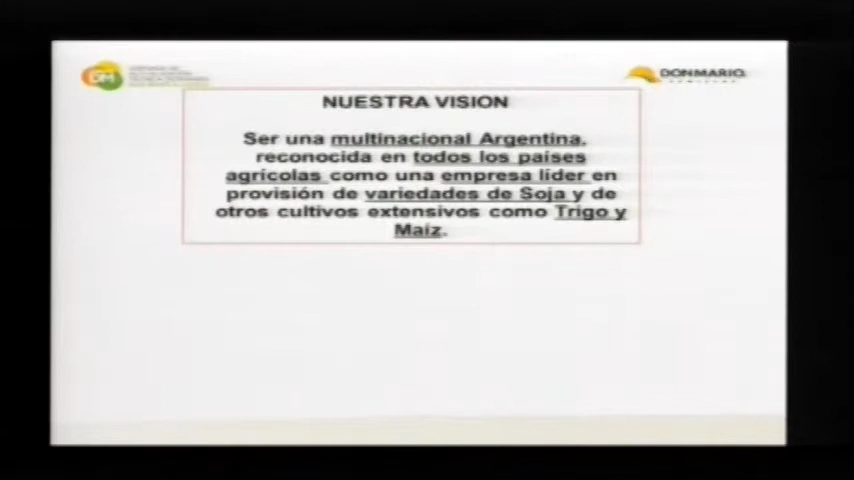 DM
DONMARIO
NUESTRA VISION
Ser una multinacional Argentina,
reconocida en todos los países
agrícolas como una empresa líder en
provisión de variedades de Soja y de
otros cultivos extensivos como Trigo y
Maíz.